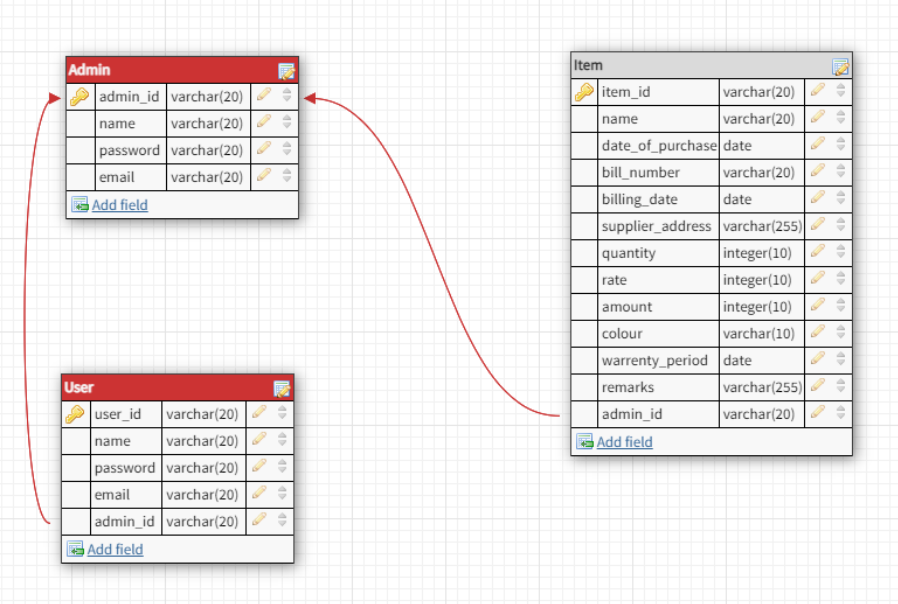 Admin
admin_id varchar(20)
name varchar(20)
password varchar(20)
email varchar(20)
Add field
User
user_id varchar(20)
name varchar(20)
password varchar(20)
email varchar(20)
admin_id varchar(20)
Add field
Item
item_id varchar(20)
name varchar(20)
date_of_purchase date
bill_number varchar(20)
billing_date date
supplier_address varchar(255)
quantity integer(10)
rate integer(10)
amount integer(10)
colour varchar(10)
warrenty_period date
remarks varchar(255)
admin_id varchar(20)
Add field